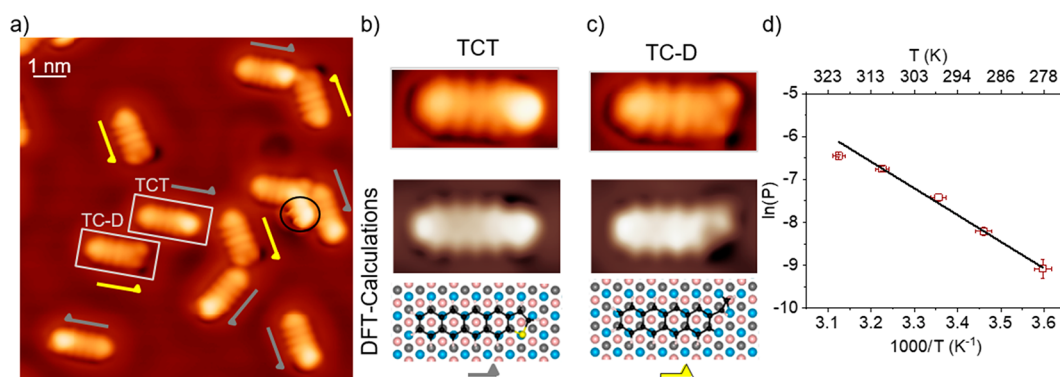 a)
1 nm
TCT
TC-D
b)
TCT
c)
TC-D
DFT-Calculations
d)
T (K)
323 313 303 294 286 278
-5
-6
-7
-8
-9
-10
ln(P)
3.1 3.2 3.3 3.4 3.5 3.6
1000/T (K⁻¹)